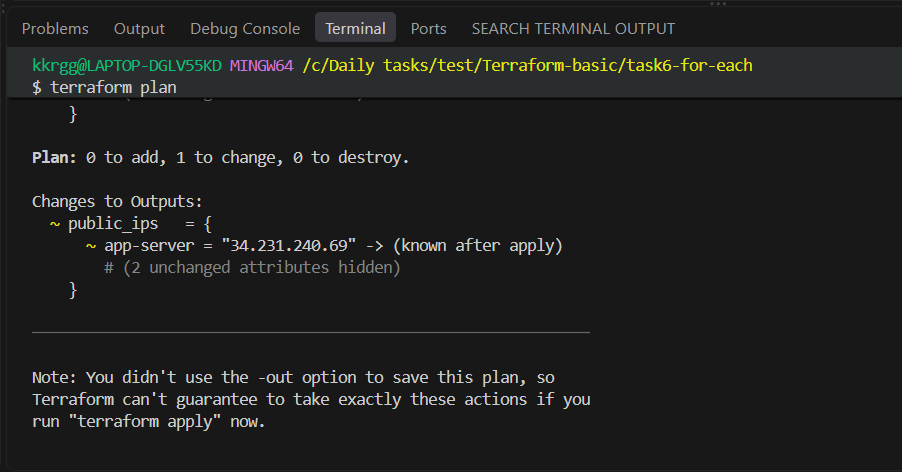 Problems Output Debug Console Terminal Ports SEARCH TERMINAL OUTPUT
kkrgg@LAPTOP-DGLV55KD MINGW64 /c/Daily tasks/test/Terraform-basic/task6-for-each
$ terraform plan
}
Plan: 0 to add, 1 to change, 0 to destroy.
Changes to Outputs:
~ public_ips   = {
~ app-server = "34.231.240.69" -> (known after apply)
# (2 unchanged attributes hidden)
}
Note: You didn't use the -out option to save this plan, so
Terraform can't guarantee to take exactly these actions if you
run "terraform apply" now.